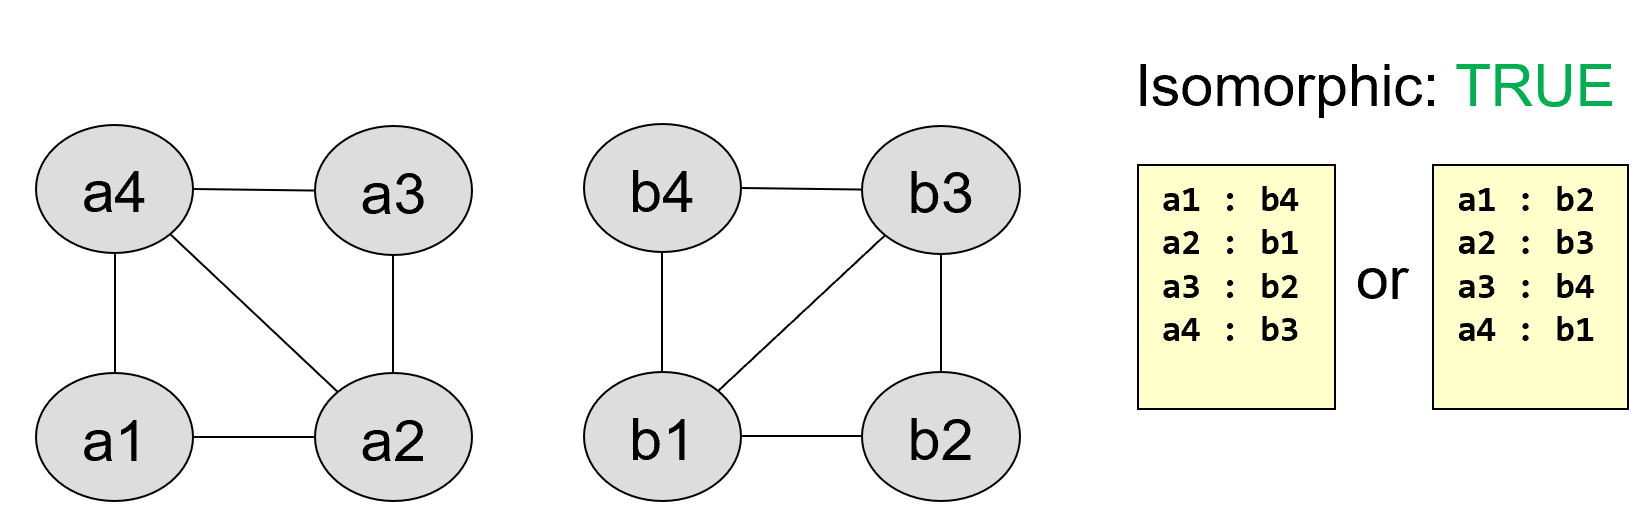 a4
a3
a1
a2
b4
b3
b1
b2
Isomorphic: TRUE
a1 : b4
a2 : b1
a3 : b2
a4 : b3
or
a1 : b2
a2 : b3
a3 : b4
a4 : b1